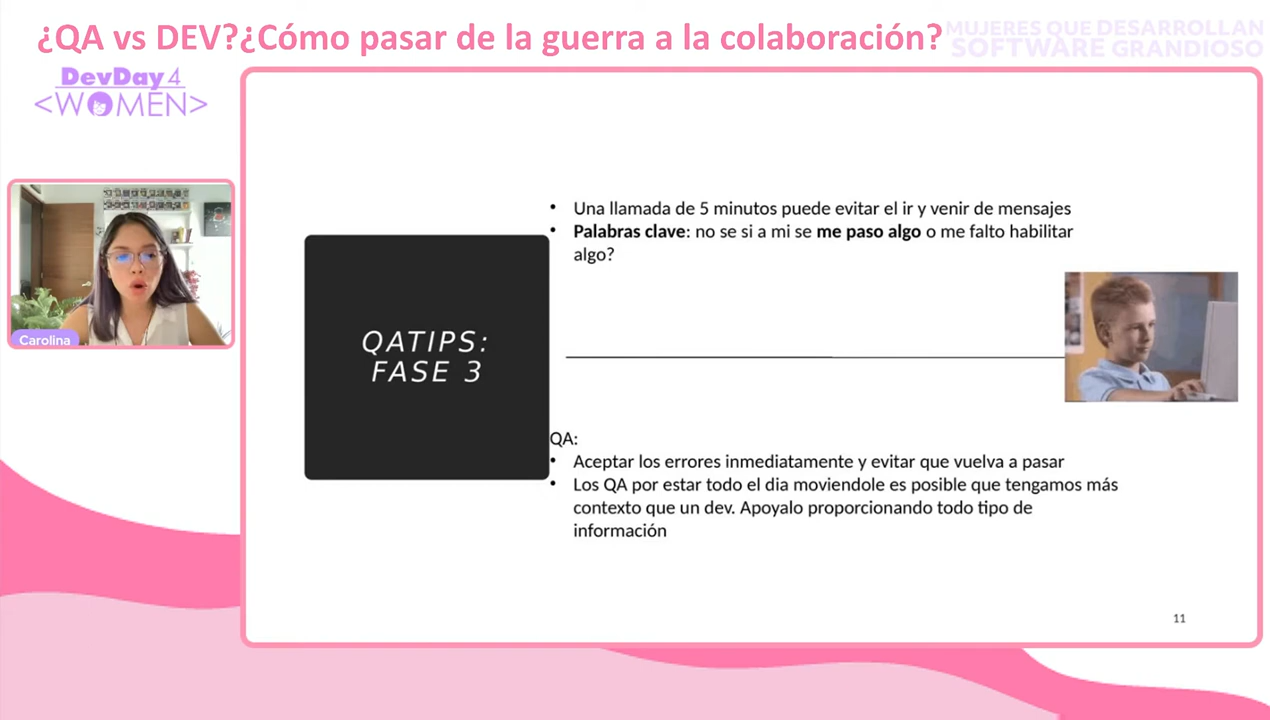 ¿QA vs DEV?¿Cómo pasar de la guerra a la colaboración?
MUJERES QUE DESARROLLAN
SOFTWARE GRANDIOSO
DevDay4
<WOMEN>
Carolina
QATIPS:
FASE 3
• Una llamada de 5 minutos puede evitar el ir y venir de mensajes
• Palabras clave: no se si a mi se me paso algo o me falto habilitar
algo?
QA:
• Aceptar los errores inmediatamente y evitar que vuelva a pasar
• Los QA por estar todo el dia moviendole es posible que tengamos más
contexto que un dev. Apoyalo proporcionando todo tipo de
información
11